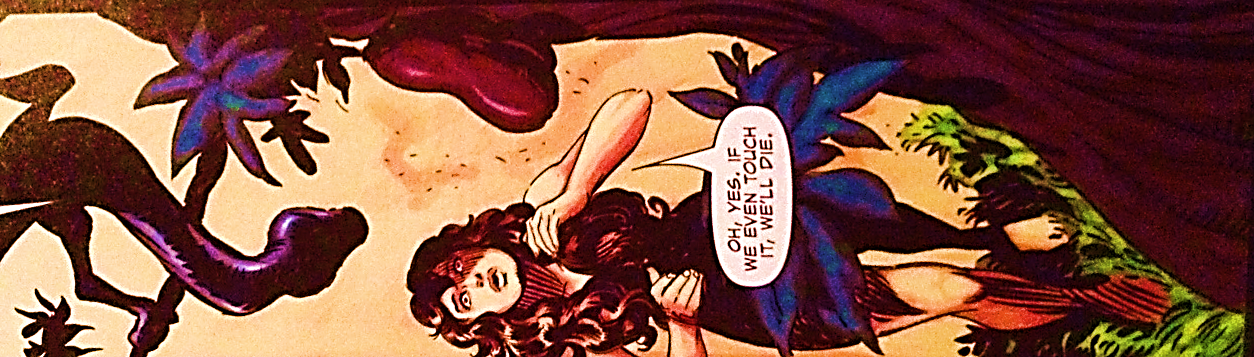 OH, YES. IF
WE EVEN TOUCH
IT, WE'LL DIE.